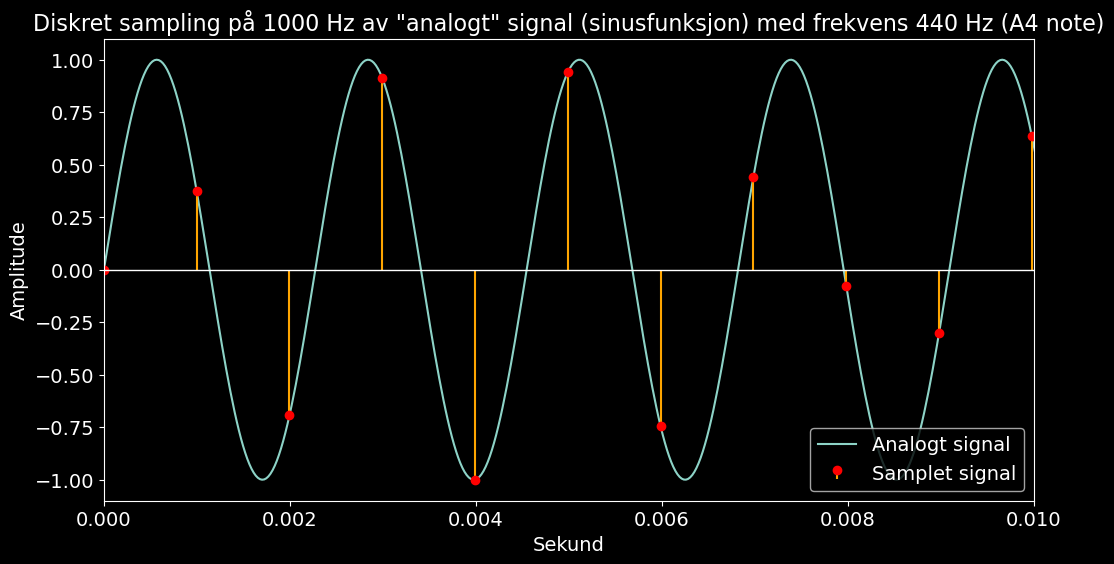 Diskret sampling på 1000 Hz av "analogt" signal (sinusfunksjon) med frekvens 440 Hz (A4 note)
Amplitude
1.00
0.75
0.50
0.25
0.00
−0.25
−0.50
−0.75
−1.00
Analogt signal
Samplet signal
0.000 0.002 0.004 0.006 0.008 0.010
Sekund